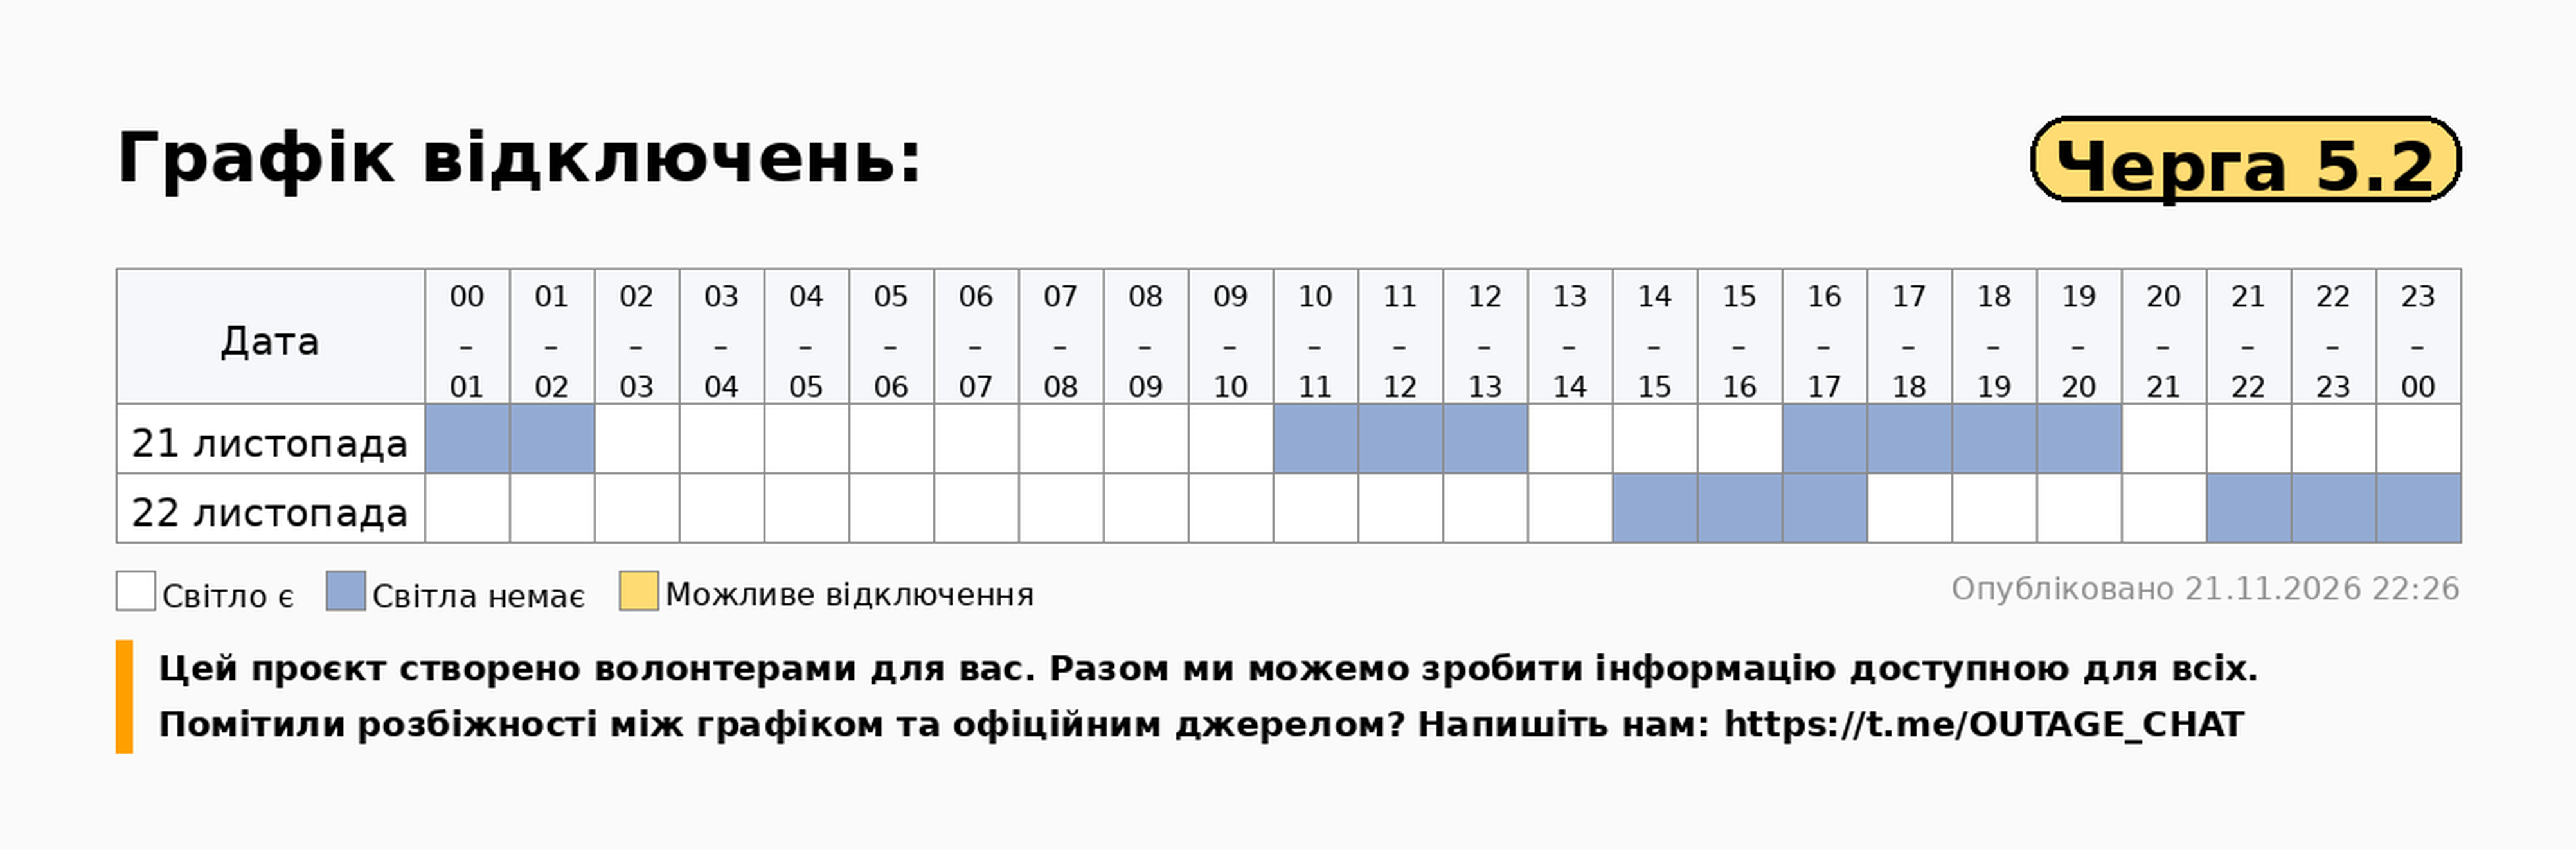 Графік відключень:
Черга 5.2
Дата
00 – 01
01 – 02
02 – 03
03 – 04
04 – 05
05 – 06
06 – 07
07 – 08
08 – 09
09 – 10
10 – 11
11 – 12
12 – 13
13 – 14
14 – 15
15 – 16
16 – 17
17 – 18
18 – 19
19 – 20
20 – 21
21 – 22
22 – 23
23 – 00
21 листопада
22 листопада
Світло є
Світла немає
Можливе відключення
Опубліковано 21.11.2026 22:26
Цей проєкт створено волонтерами для вас. Разом ми можемо зробити інформацію доступною для всіх.
Помітили розбіжності між графіком та офіційним джерелом? Напишіть нам: https://t.me/OUTAGE_CHAT